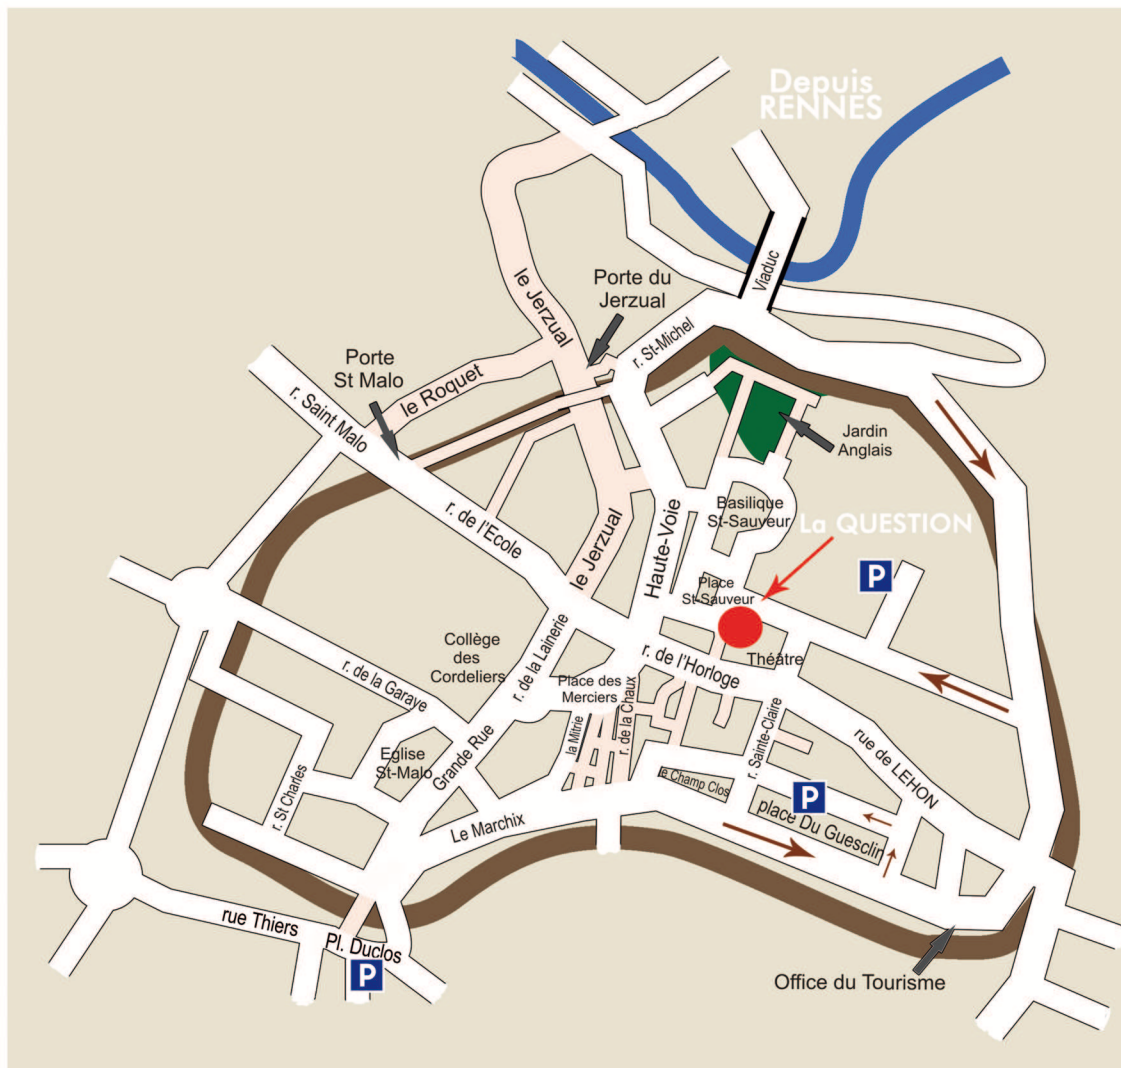 Depuis
RENNES
Viaduc
Porte du
Jerzual
le Jerzual
r. St-Michel
Porte
St Malo
le Roquet
r. Saint Malo
Jardin
Anglais
r. de l'Ecole
Basilique
St-Sauveur
La QUESTION
Haute-Voie
le Jerzual
P
Place
St-Sauveur
Collège
des
Cordeliers
r. de la Lainerie
r. de l'Horloge
Théâtre
r. de la Garaye
Place des
Merciers
r. de la Chaux
la Mitrie
r. Sainte-Claire
rue de LEHON
Grande Rue
Eglise
St-Malo
le Champ Clos
P
place Du Guesclin
r. St Charles
Le Marchix
rue Thiers
Pl. Duclos
P
Office du Tourisme